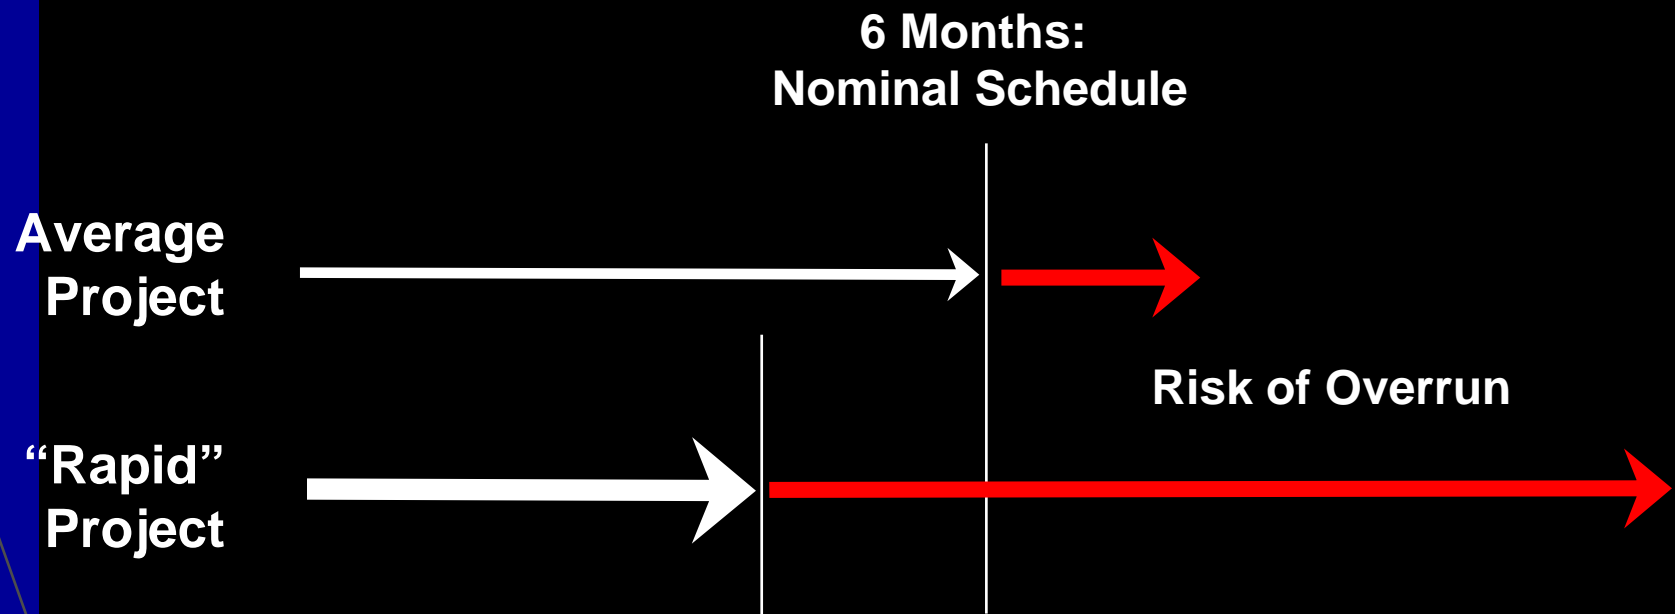 6 Months:
Nominal Schedule
Average
Project
Risk of Overrun
“Rapid”
Project